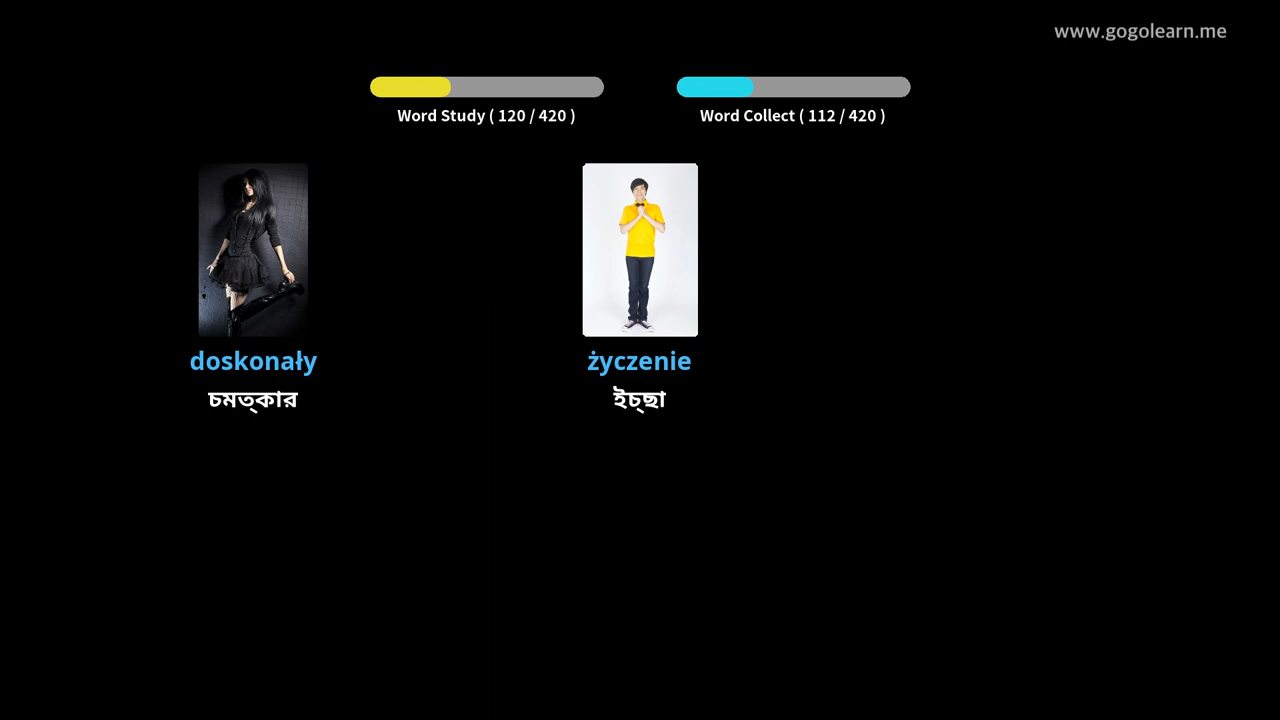 www.gogolearn.me
Word Study ( 120 / 420 )
Word Collect ( 112 / 420 )
doskonały
życzenie
চমত্কার
ইচ্ছা